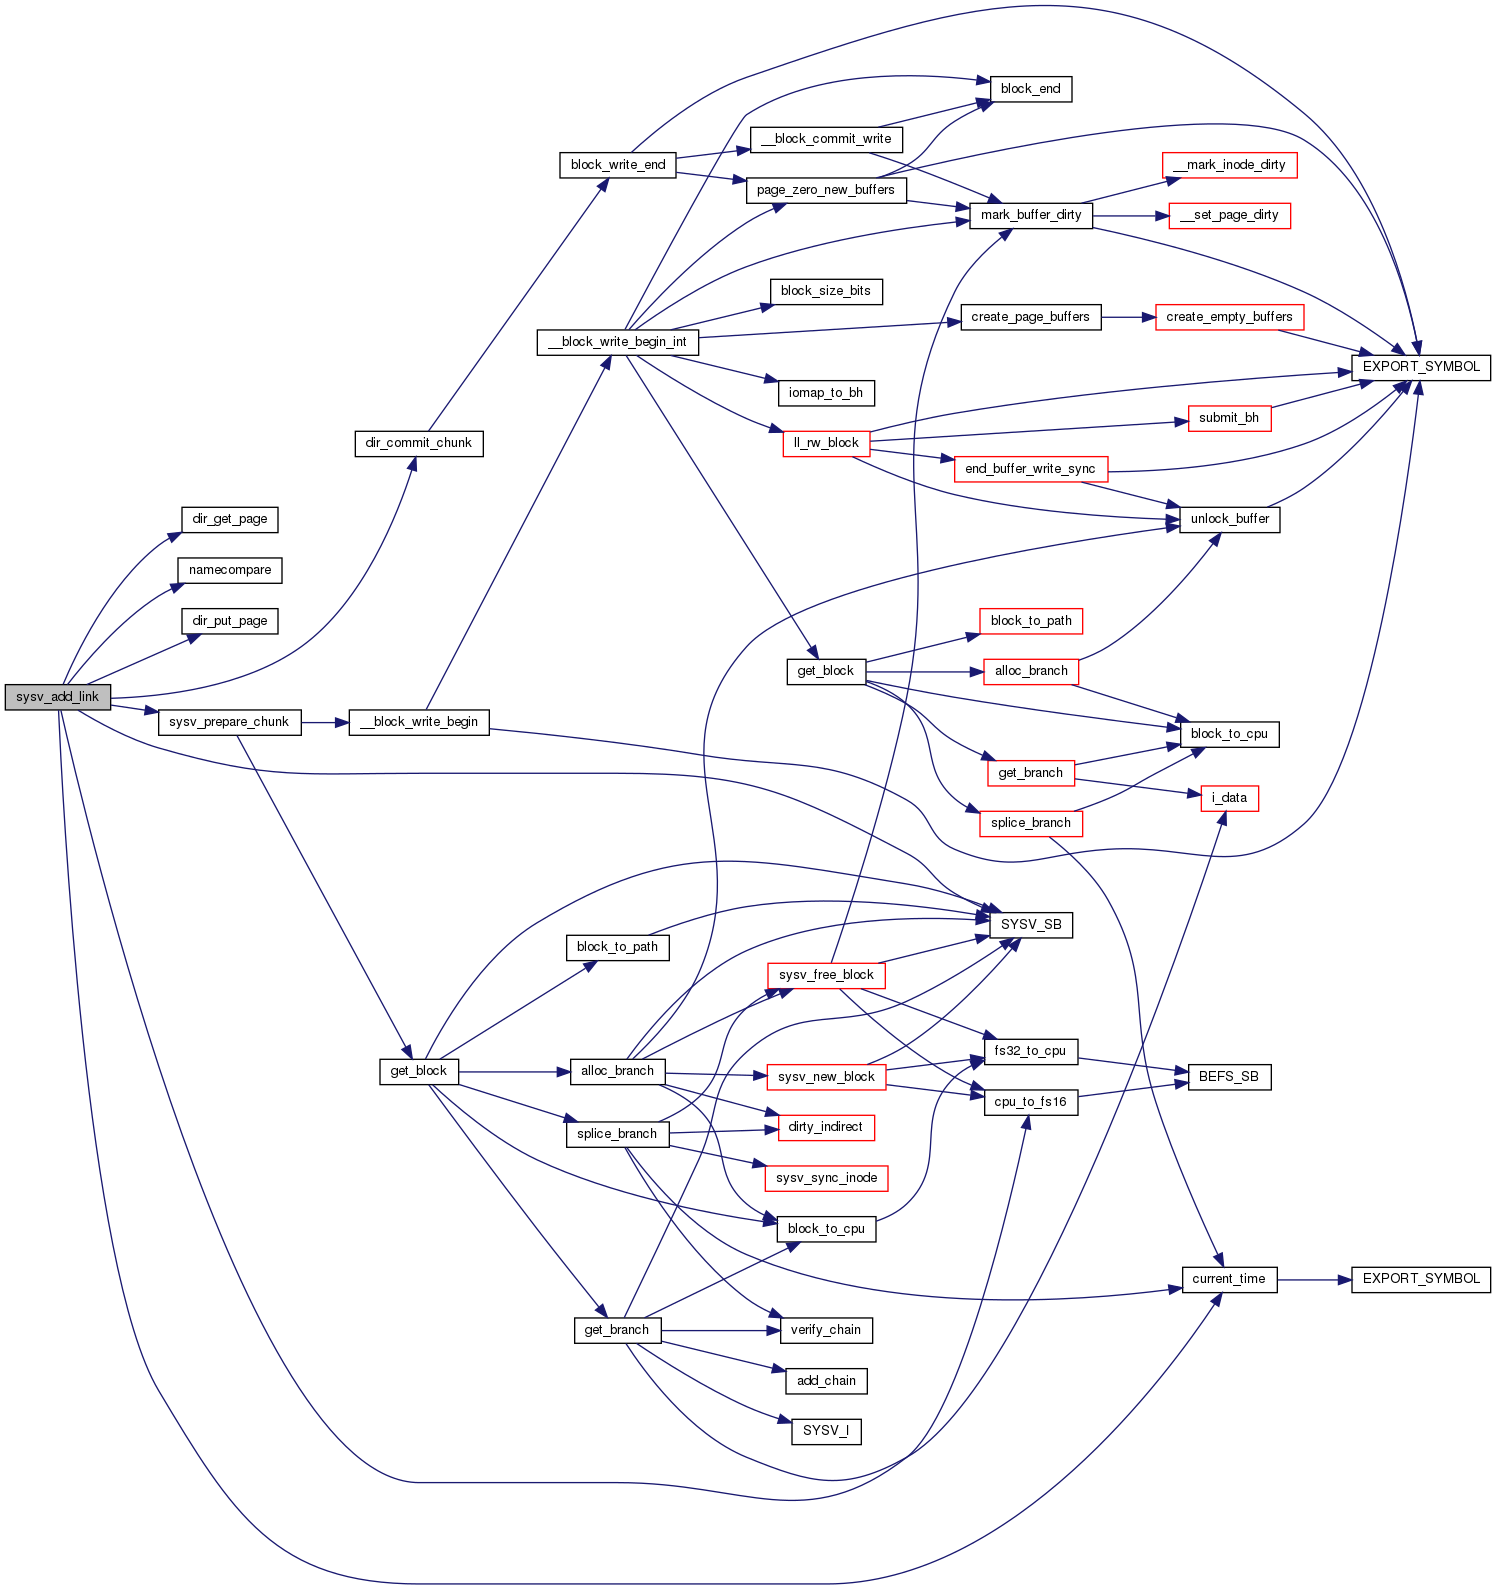 block_end
__block_commit_write
block_write_end
__mark_inode_dirty
page_zero_new_buffers
mark_buffer_dirty
__set_page_dirty
block_size_bits
create_page_buffers
create_empty_buffers
__block_write_begin_int
EXPORT_SYMBOL
iomap_to_bh
submit_bh
dir_commit_chunk
ll_rw_block
end_buffer_write_sync
dir_get_page
unlock_buffer
namecompare
dir_put_page
block_to_path
get_block
alloc_branch
sysv_add_link
sysv_prepare_chunk
__block_write_begin
block_to_cpu
get_branch
i_data
splice_branch
SYSV_SB
block_to_path
sysv_free_block
fs32_to_cpu
get_block
alloc_branch
sysv_new_block
BEFS_SB
cpu_to_fs16
splice_branch
dirty_indirect
sysv_sync_inode
block_to_cpu
current_time
EXPORT_SYMBOL
get_branch
verify_chain
add_chain
SYSV_I